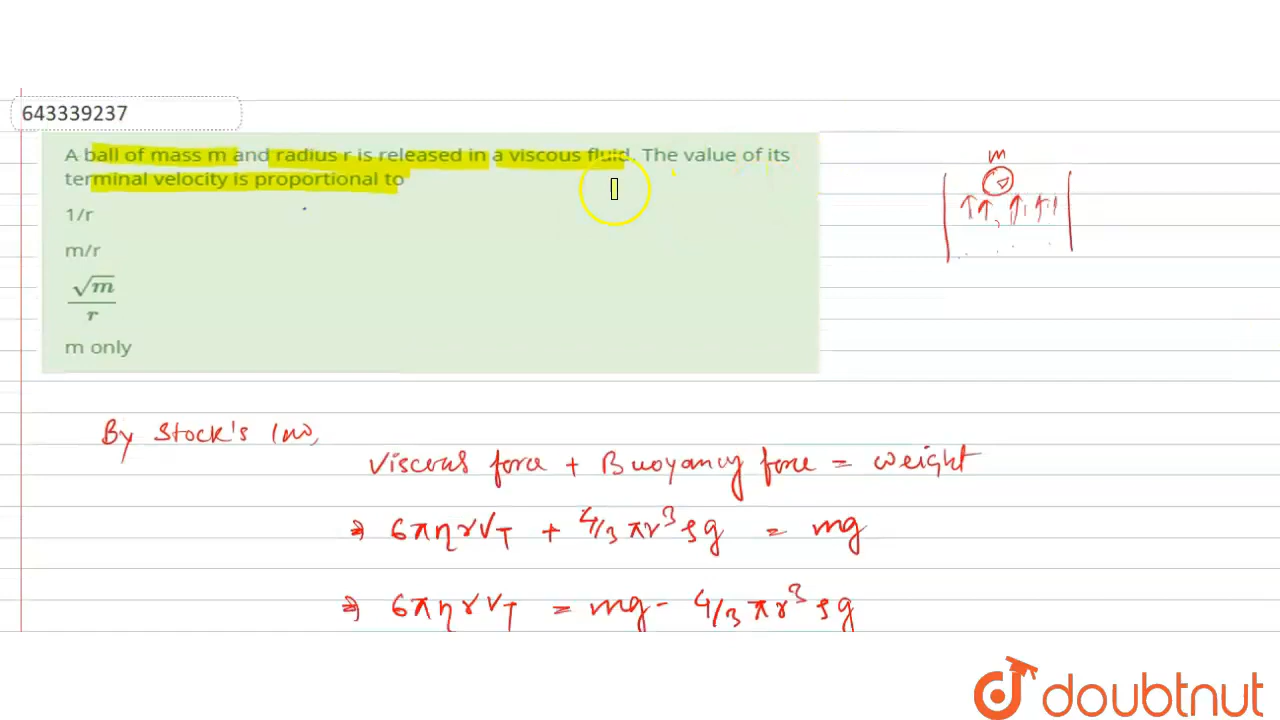 643339237
A ball of mass m and radius r is released in a viscous fluid. The value of its
terminal velocity is proportional to
1/r
m/r
√m/r
m only
m
By Stock's law,
Viscous force + Buoyancy force = weight
⇒ 6πηrV_T + 4/3 πr³ρg = mg
⇒ 6πηrV_T = mg - 4/3 πr³ρg
doubtnut